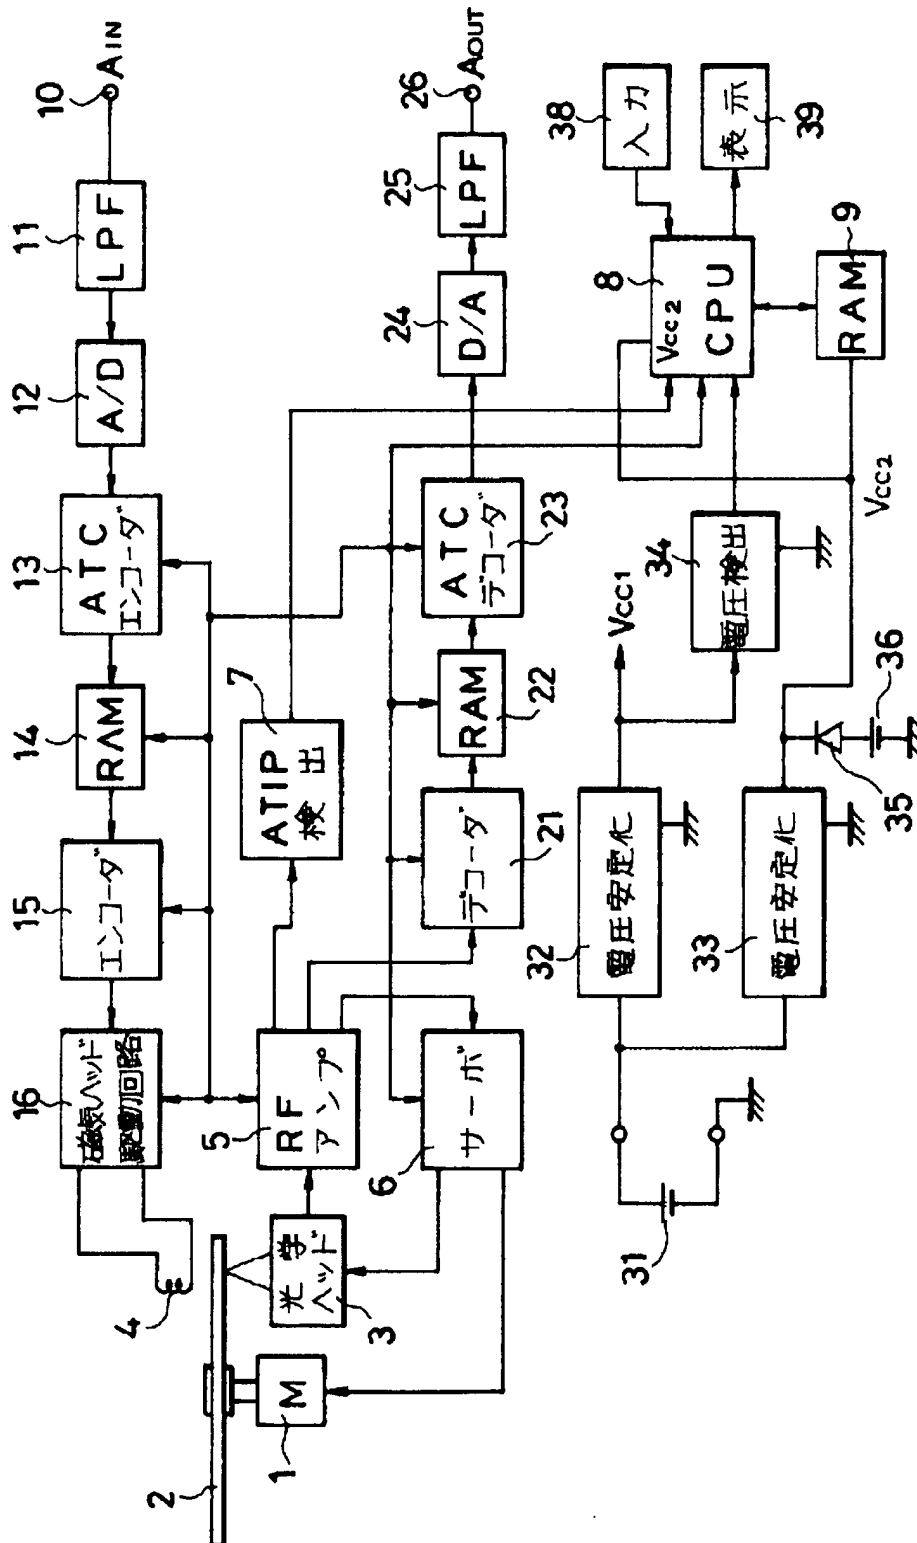 10
AIN
11
LPF
12
A/D
13
ATC
エンコーダ
14
RAM
15
エンコーダ
16
磁気ヘッド
駆動回路
4
2
1
M
3
光学
ヘッド
5
RF
アンプ
6
サーボ
7
ATIP
検出
21
デコーダ
22
RAM
23
ATC
デコーダ
24
D/A
25
LPF
26
AOUT
31
32
電圧安定化
33
電圧安定化
VCC1
34
電圧検出
35
36
VCC2
8
VCC2
CPU
9
RAM
38
入力
39
表示